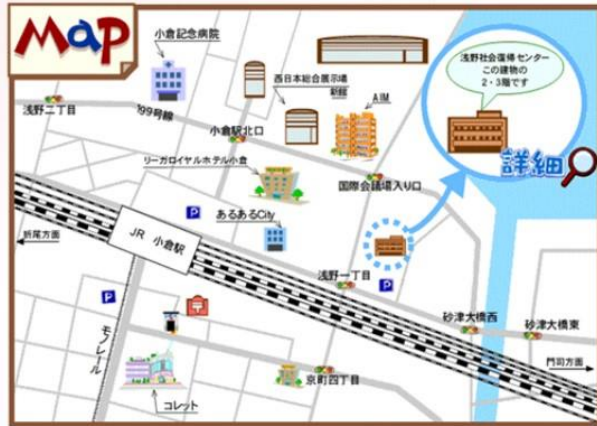 Map
小倉記念病院
浅野社会復帰センター
この建物の
2・3階です
西日本総合展示場
新館
AIM
浅野二丁目
199号線
小倉駅北口
詳細
リーガロイヤルホテル小倉
国際会議場入り口
P
あるあるCity
折尾方面
JR 小倉駅
浅野一丁目
P
P
砂津大橋西
砂津大橋東
モノレール
門司方面
京町四丁目
コレット